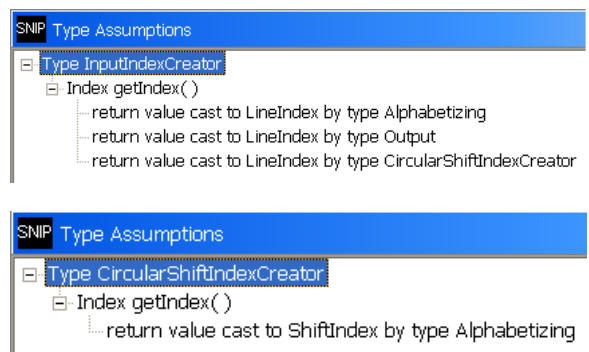 SNIP Type Assumptions
Type InputIndexCreator
Index getIndex( )
return value cast to LineIndex by type Alphabetizing
return value cast to LineIndex by type Output
return value cast to LineIndex by type CircularShiftIndexCreator
SNIP Type Assumptions
Type CircularShiftIndexCreator
Index getIndex( )
return value cast to ShiftIndex by type Alphabetizing